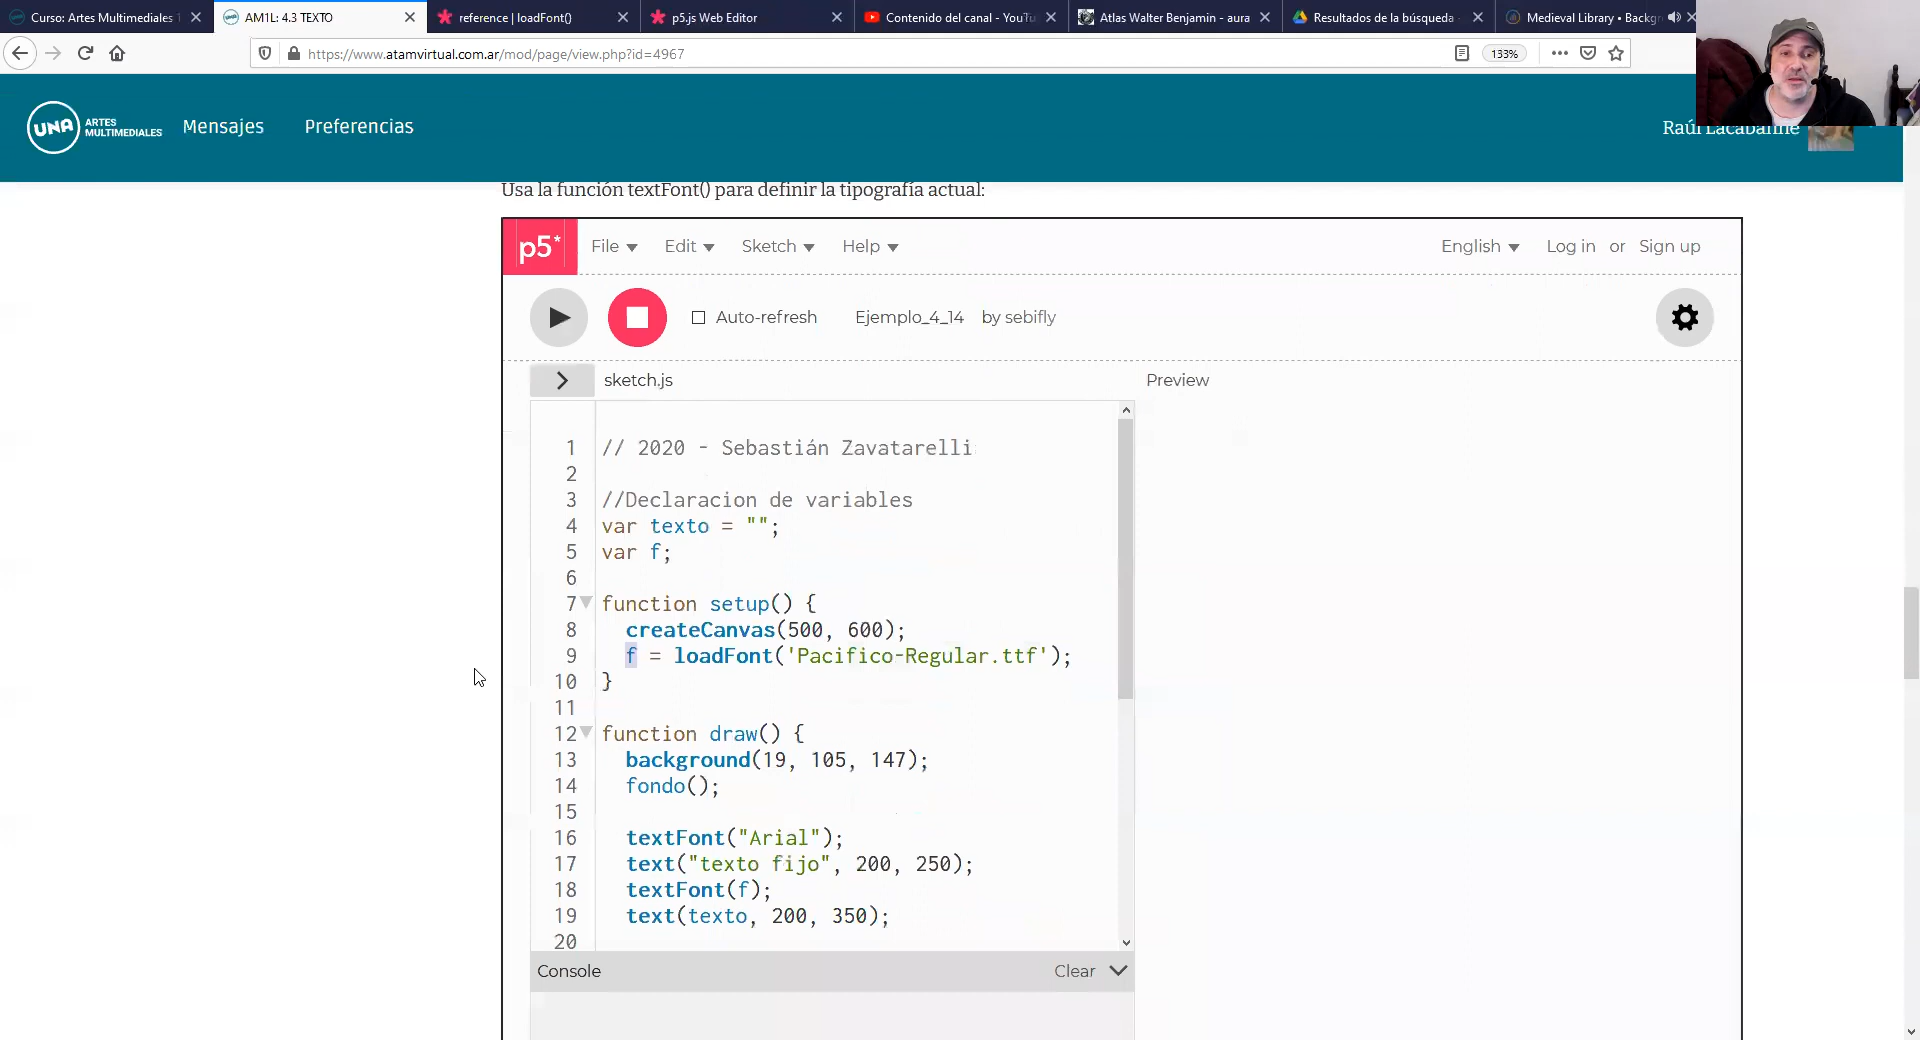 Curso: Artes Multimediales 1
AM1L: 4.3 TEXTO
reference | loadFont()
p5.js Web Editor
Contenido del canal - YouTu
Atlas Walter Benjamin - aura
Resultados de la búsqueda -
Medieval Library • Backgr
https://www.atamvirtual.com.ar/mod/page/view.php?id=4967
133%
UNA
ARTES
MULTIMEDIALES
Mensajes
Preferencias
Raúl Lacabanne
Usa la función textFont() para definir la tipografía actual:
p5*
File
Edit
Sketch
Help
English
Log in or Sign up
Auto-refresh
Ejemplo_4_14
by sebifly
sketch.js
Preview
1 // 2020 - Sebastián Zavatarelli
2
3 //Declaracion de variables
4 var texto = "";
5 var f;
6
7 function setup() {
8 createCanvas(500, 600);
9 f = loadFont('Pacifico-Regular.ttf');
10 }
11
12 function draw() {
13 background(19, 105, 147);
14 fondo();
15
16 textFont("Arial");
17 text("texto fijo", 200, 250);
18 textFont(f);
19 text(texto, 200, 350);
20
Console
Clear